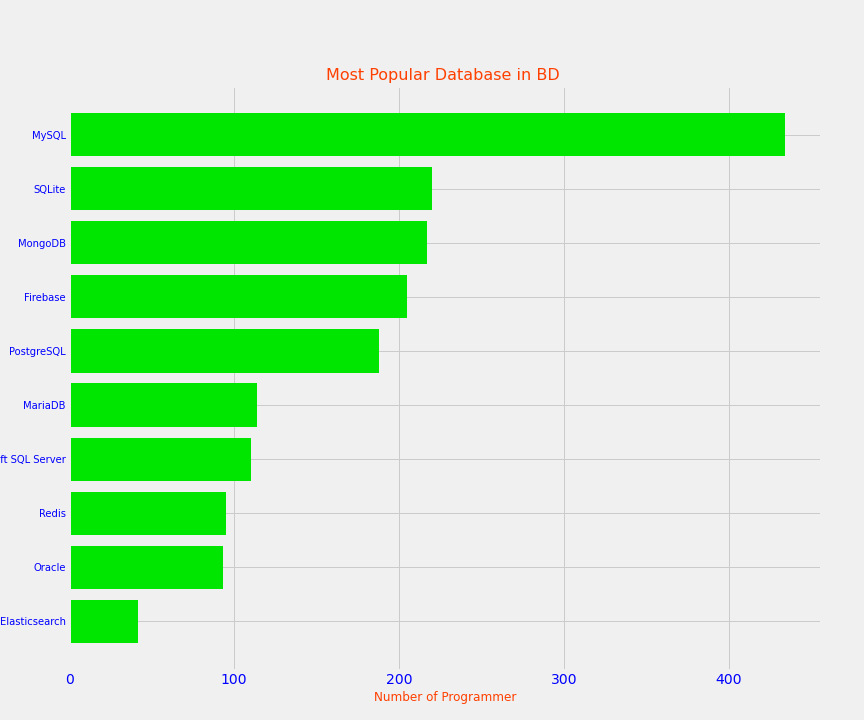 Most Popular Database in BD
MySQL
SQLite
MongoDB
Firebase
PostgreSQL
MariaDB
ft SQL Server
Redis
Oracle
Elasticsearch
0 100 200 300 400
Number of Programmer